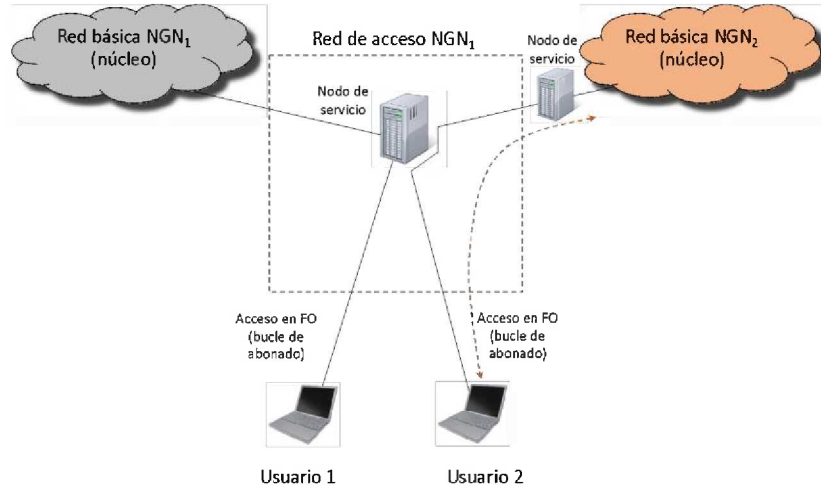 Red básica NGN₁
(núcleo)
Red de acceso NGN₁
Nodo de
servicio
Red básica NGN₂
(núcleo)
Nodo de
servicio
Acceso en FO
(bucle de
abonado)
Acceso en FO
(bucle de
abonado)
Usuario 1
Usuario 2